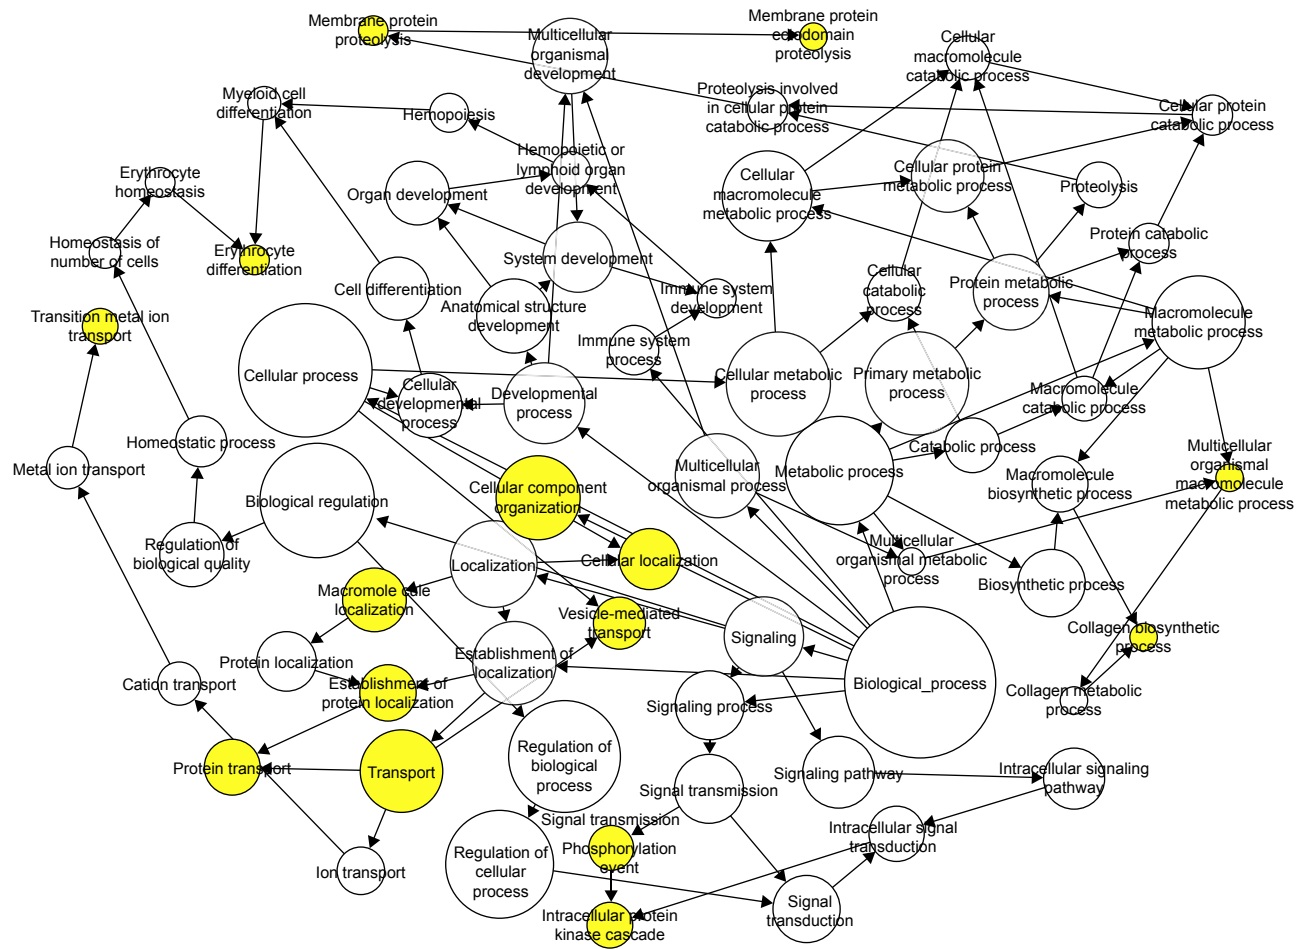 Membrane protein
proteolysis
Multicellular
organismal
development
Membrane protein
ectodomain
proteolysis
Cellular
macromolecule
catabolic process
Myeloid cell
differentiation
Hemopoiesis
Proteolysis involved
in cellular protein
catabolic process
Cellular protein
catabolic process
Erythrocyte
homeostasis
Organ development
Hemopoietic or
lymphoid organ
development
Cellular
macromolecule
metabolic process
Cellular protein
metabolic process
Proteolysis
Homeostasis of
number of cells
Erythrocyte
differentiation
System development
Protein catabolic
process
Transition metal ion
transport
Cell differentiation
Anatomical structure
development
Immune system
development
Cellular
catabolic
process
Protein metabolic
process
Macromolecule
metabolic process
Immune system
process
Cellular process
Cellular
developmental
process
Developmental
process
Cellular metabolic
process
Primary metabolic
process
Macromolecule
catabolic process
Metal ion transport
Homeostatic process
Catabolic process
Biological regulation
Cellular component
organization
Multicellular
organismal process
Metabolic process
Macromolecule
biosynthetic process
Multicellular
organismal
macromolecule
metabolic process
Regulation of
biological quality
Localization
Cellular localization
Multicellular
organismal metabolic
process
Biosynthetic process
Macromole cule
localization
Vesicle-mediated
transport
Signaling
Collagen biosynthetic
process
Protein localization
Establishment of
localization
Cation transport
Establishment of
protein localization
Signaling process
Biological_process
Collagen metabolic
process
Protein transport
Transport
Regulation of
biological
process
Signal transmission
Signaling pathway
Intracellular signaling
pathway
Ion transport
Regulation of
cellular
process
Signal transmission
Phosphorylation
event
Intracellular signal
transduction
Intracellular protein
kinase cascade
Signal
transduction